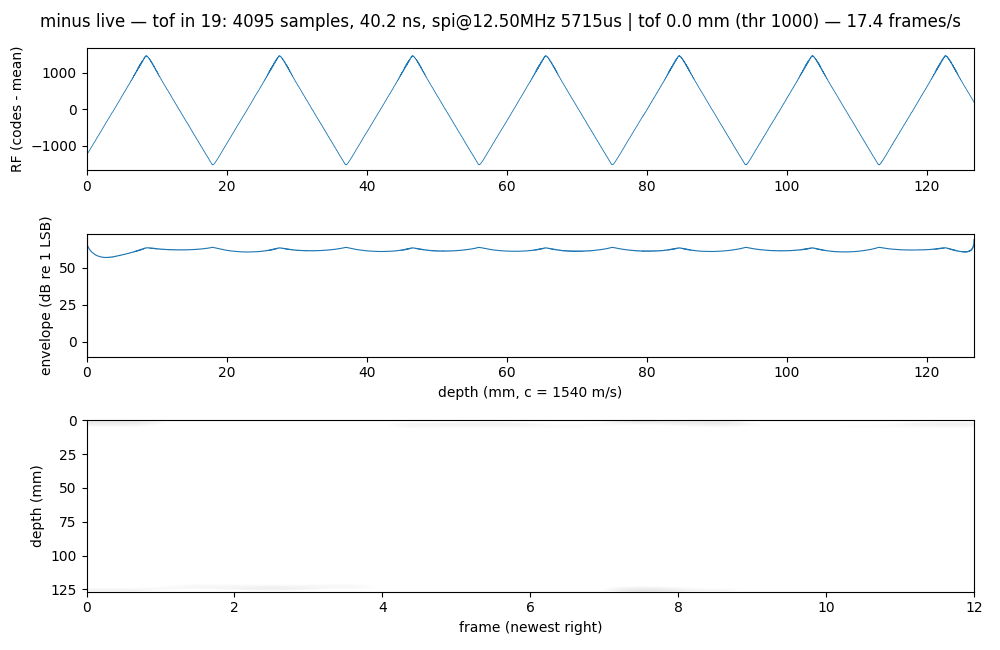 minus live — tof in 19: 4095 samples, 40.2 ns, spi@12.50MHz 5715us | tof 0.0 mm (thr 1000) — 17.4 frames/s
RF (codes - mean)
1000
0
−1000
0 20 40 60 80 100 120
envelope (dB re 1 LSB)
50
25
0
0 20 40 60 80 100 120
depth (mm, c = 1540 m/s)
depth (mm)
0
25
50
75
100
125
0 2 4 6 8 10 12
frame (newest right)